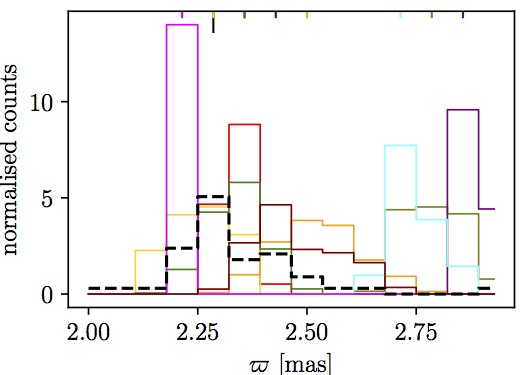 normalised counts
10
5
0
2.00 2.25 2.50 2.75
ϖ [mas]